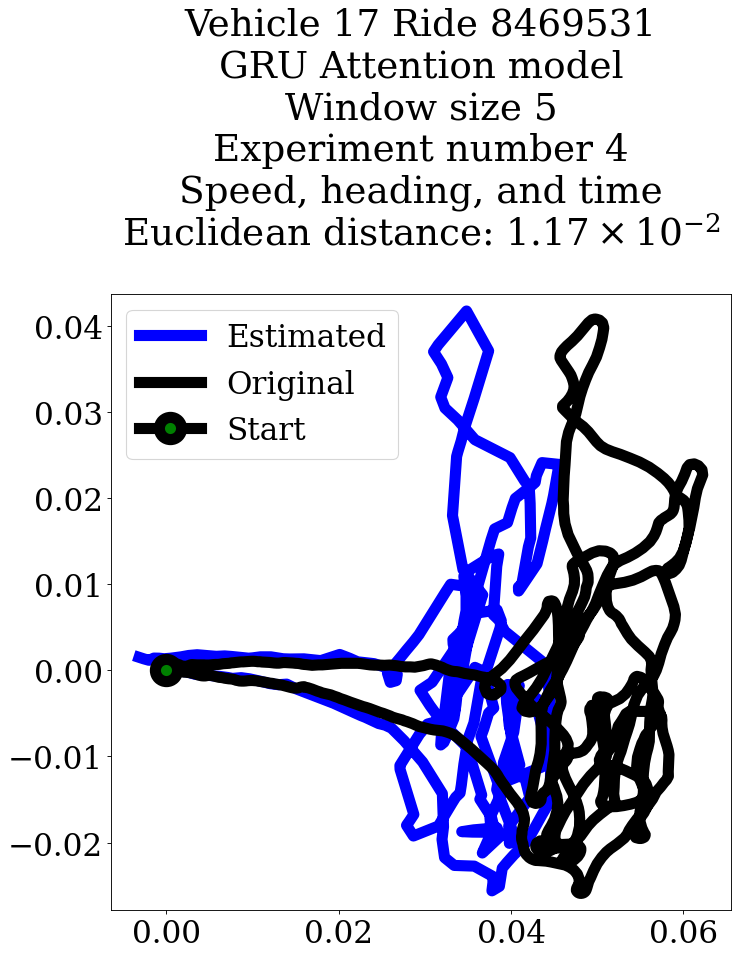 Vehicle 17 Ride 8469531
GRU Attention model
Window size 5
Experiment number 4
Speed, heading, and time
Euclidean distance: 1.17 × 10⁻²
Estimated
Original
Start
0.04
0.03
0.02
0.01
0.00
−0.01
−0.02
0.00 0.02 0.04 0.06